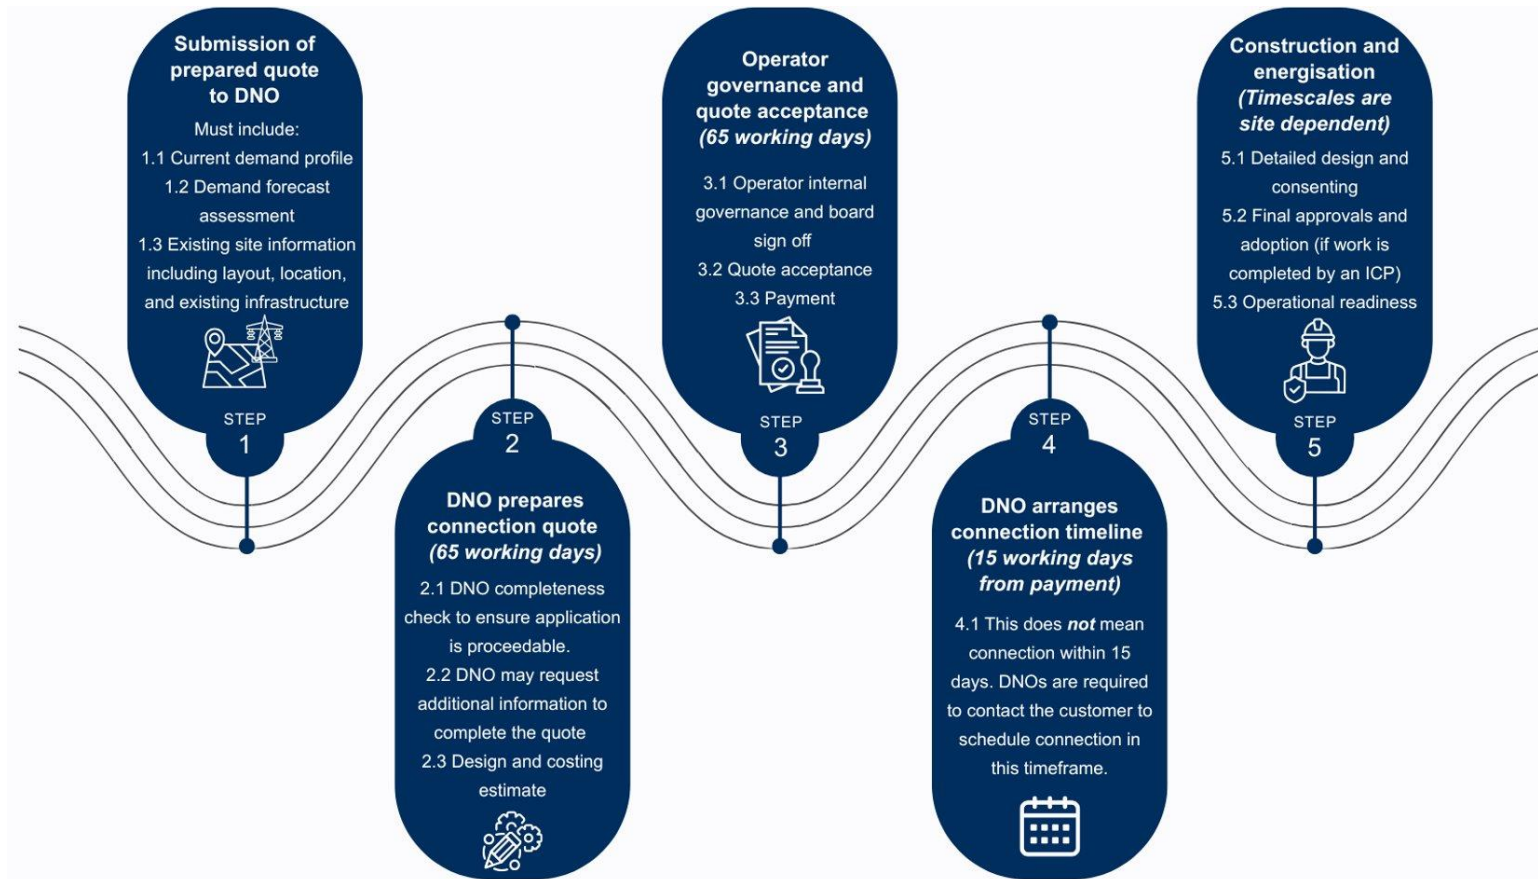 Submission of
prepared quote
to DNO
Must include:
1.1 Current demand profile
1.2 Demand forecast
assessment
1.3 Existing site information
including layout, location,
and existing infrastructure
STEP
1
STEP
2
DNO prepares
connection quote
(65 working days)
2.1 DNO completeness
check to ensure application
is proceedable.
2.2 DNO may request
additional information to
complete the quote
2.3 Design and costing
estimate
Operator
governance and
quote acceptance
(65 working days)
3.1 Operator internal
governance and board
sign off
3.2 Quote acceptance
3.3 Payment
STEP
3
STEP
4
DNO arranges
connection timeline
(15 working days
from payment)
4.1 This does not mean
connection within 15
days. DNOs are required
to contact the customer to
schedule connection in
this timeframe.
Construction and
energisation
(Timescales are
site dependent)
5.1 Detailed design and
consenting
5.2 Final approvals and
adoption (if work is
completed by an ICP)
5.3 Operational readiness
STEP
5